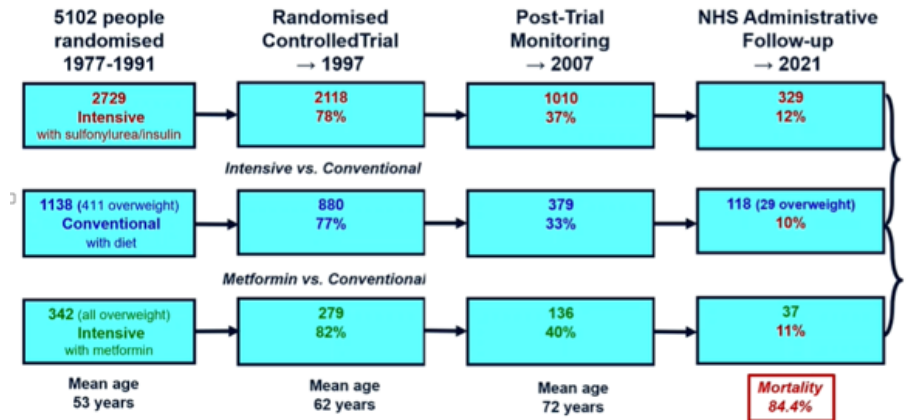 5102 people
randomised
1977-1991
Randomised
ControlledTrial
→ 1997
Post-Trial
Monitoring
→ 2007
NHS Administrative
Follow-up
→ 2021
2729
Intensive
with sulfonylurea/insulin
2118
78%
1010
37%
329
12%
Intensive vs. Conventional
1138 (411 overweight)
Conventional
with diet
880
77%
379
33%
118 (29 overweight)
10%
Metformin vs. Conventional
342 (all overweight)
Intensive
with metformin
279
82%
136
40%
37
11%
Mean age
53 years
Mean age
62 years
Mean age
72 years
Mortality
84.4%